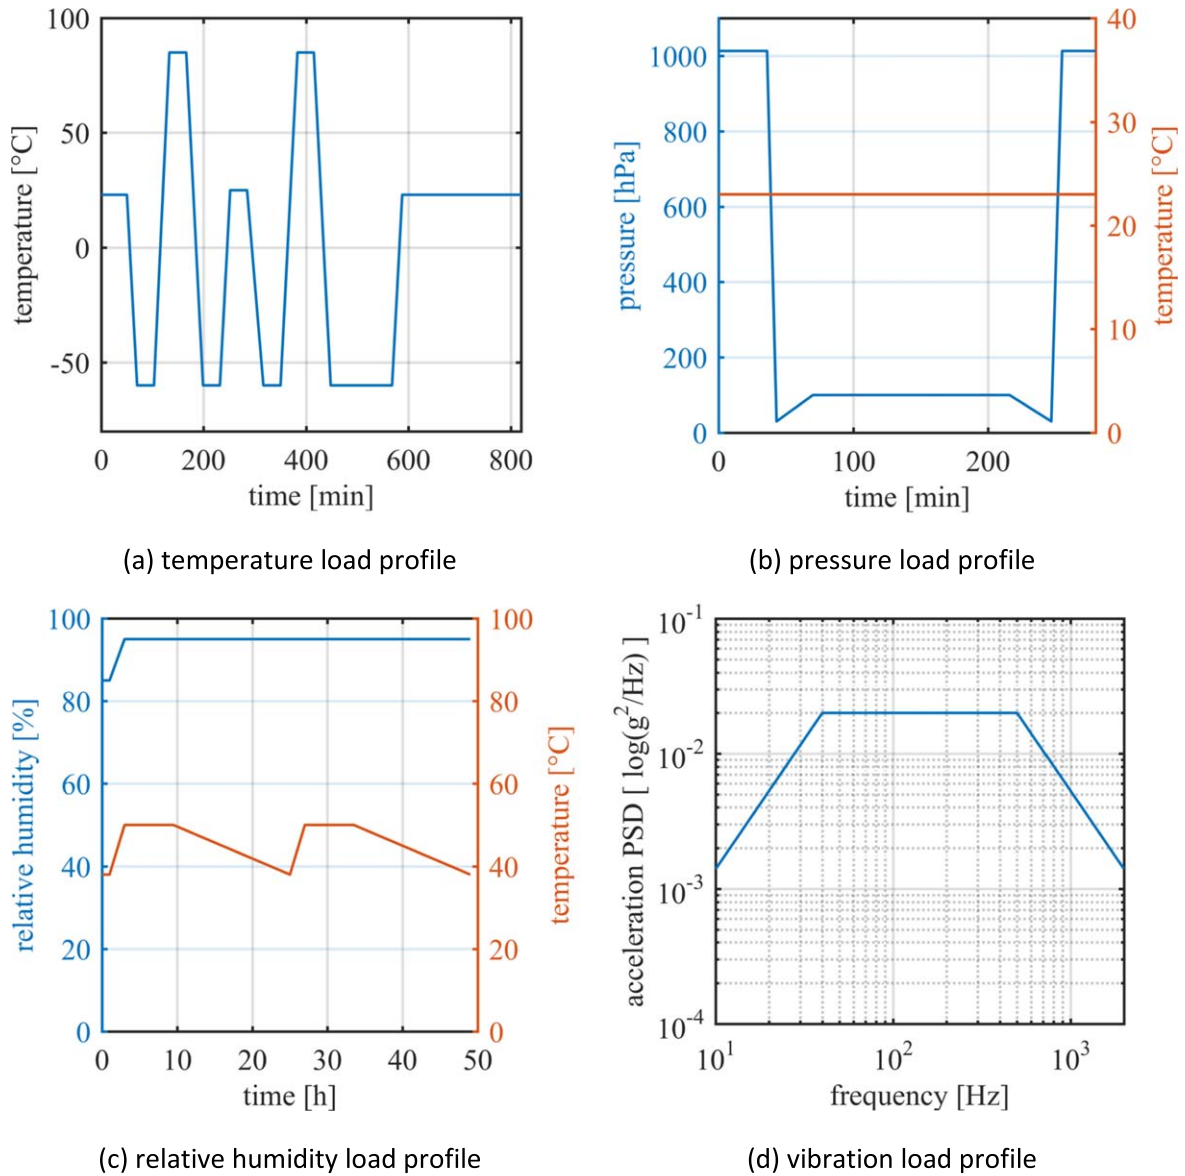 100
50
0
-50
temperature [°C]
0 200 400 600 800
time [min]
(a) temperature load profile
1000
800
600
400
200
0
pressure [hPa]
40
30
20
10
0
temperature [°C]
0 100 200
time [min]
(b) pressure load profile
100
80
60
40
20
0
relative humidity [%]
100
80
60
40
20
0
temperature [°C]
0 10 20 30 40 50
time [h]
(c) relative humidity load profile
10^-1
10^-2
10^-3
10^-4
acceleration PSD [ log(g^2/Hz) ]
10^1 10^2 10^3
frequency [Hz]
(d) vibration load profile